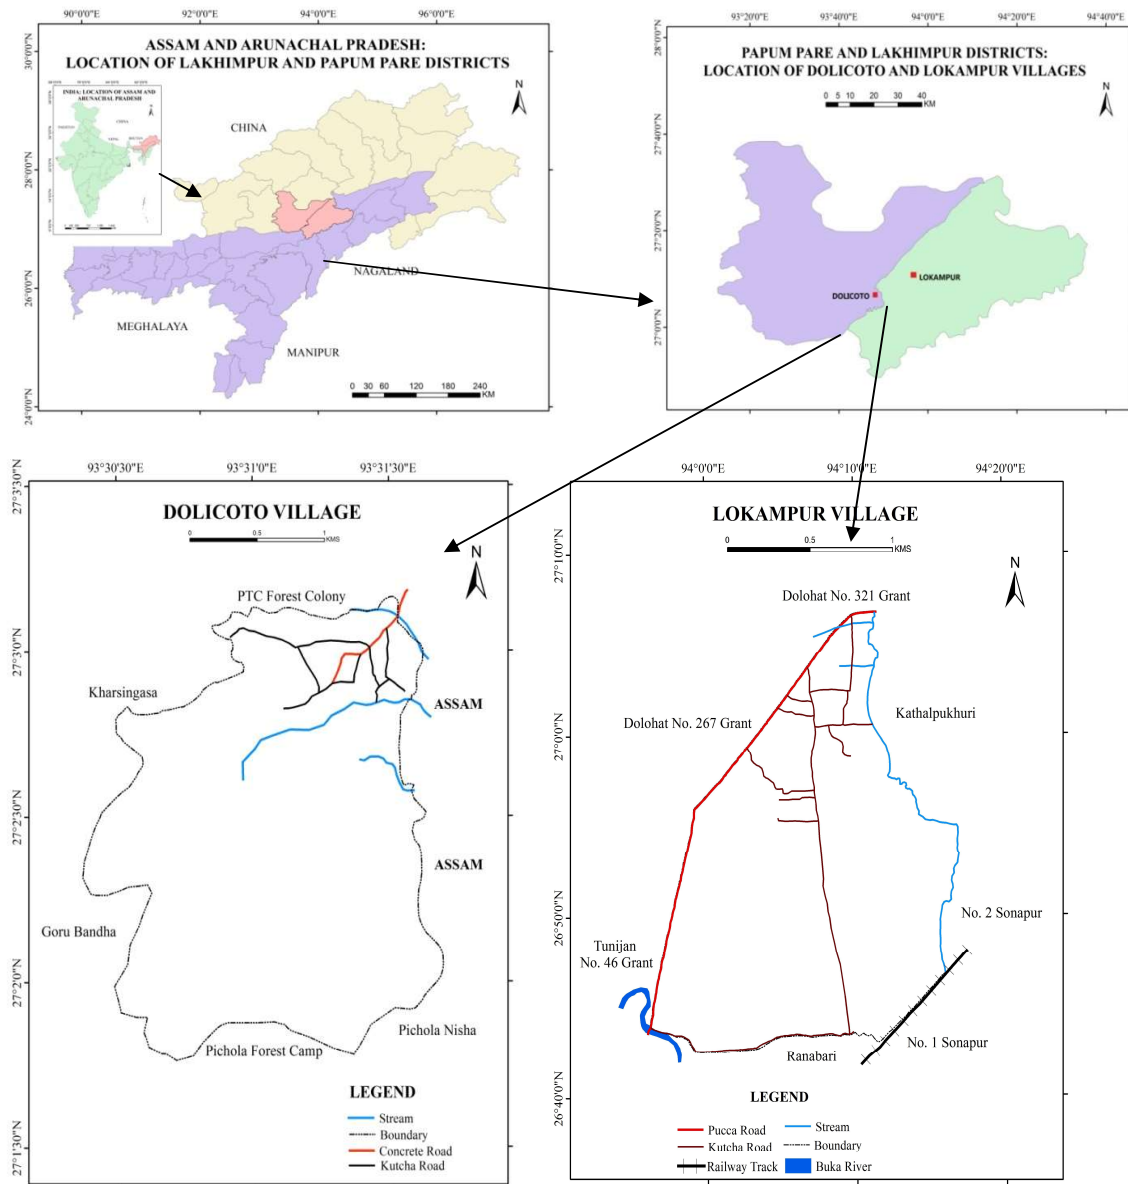 90°0'0"E
92°0'0"E
94°0'0"E
96°0'0"E
30°0'0"N
28°0'0"N
26°0'0"N
24°0'0"N
ASSAM AND ARUNACHAL PRADESH:
LOCATION OF LAKHIMPUR AND PAPUM PARE DISTRICTS
INDIA: LOCATION OF ASSAM AND
ARUNACHAL PRADESH
CHINA
N
CHINA
NAGALAND
MEGHALAYA
MANIPUR
0 30 60 120 180 240
KM
93°20'0"E
93°40'0"E
94°0'0"E
94°20'0"E
94°40'0"E
28°0'0"N
27°40'0"N
27°20'0"N
27°0'0"N
PAPUM PARE AND LAKHIMPUR DISTRICTS:
LOCATION OF DOLICOTO AND LOKAMPUR VILLAGES
0 5 10 20 30 40
KM
N
LOKAMPUR
DOLICOTO
93°30'30"E
93°31'0"E
93°31'30"E
27°3'30"N
27°3'0"N
27°2'30"N
27°2'0"N
27°1'30"N
DOLICOTO VILLAGE
0 0.5 1
KMS
N
PTC Forest Colony
Kharsingasa
ASSAM
ASSAM
Goru Bandha
Pichola Nisha
Pichola Forest Camp
LEGEND
Stream
Boundary
Concrete Road
Kutcha Road
94°0'0"E
94°10'0"E
94°20'0"E
27°10'0"N
27°0'0"N
26°50'0"N
26°40'0"N
LOKAMPUR VILLAGE
0 0.5 1
KMS
N
Dolohat No. 321 Grant
Kathalpukhuri
Dolohat No. 267 Grant
No. 2 Sonapur
Tunijan
No. 46 Grant
No. 1 Sonapur
Ranabari
LEGEND
Pucca Road
Stream
Kutcha Road
Boundary
Railway Track
Buka River